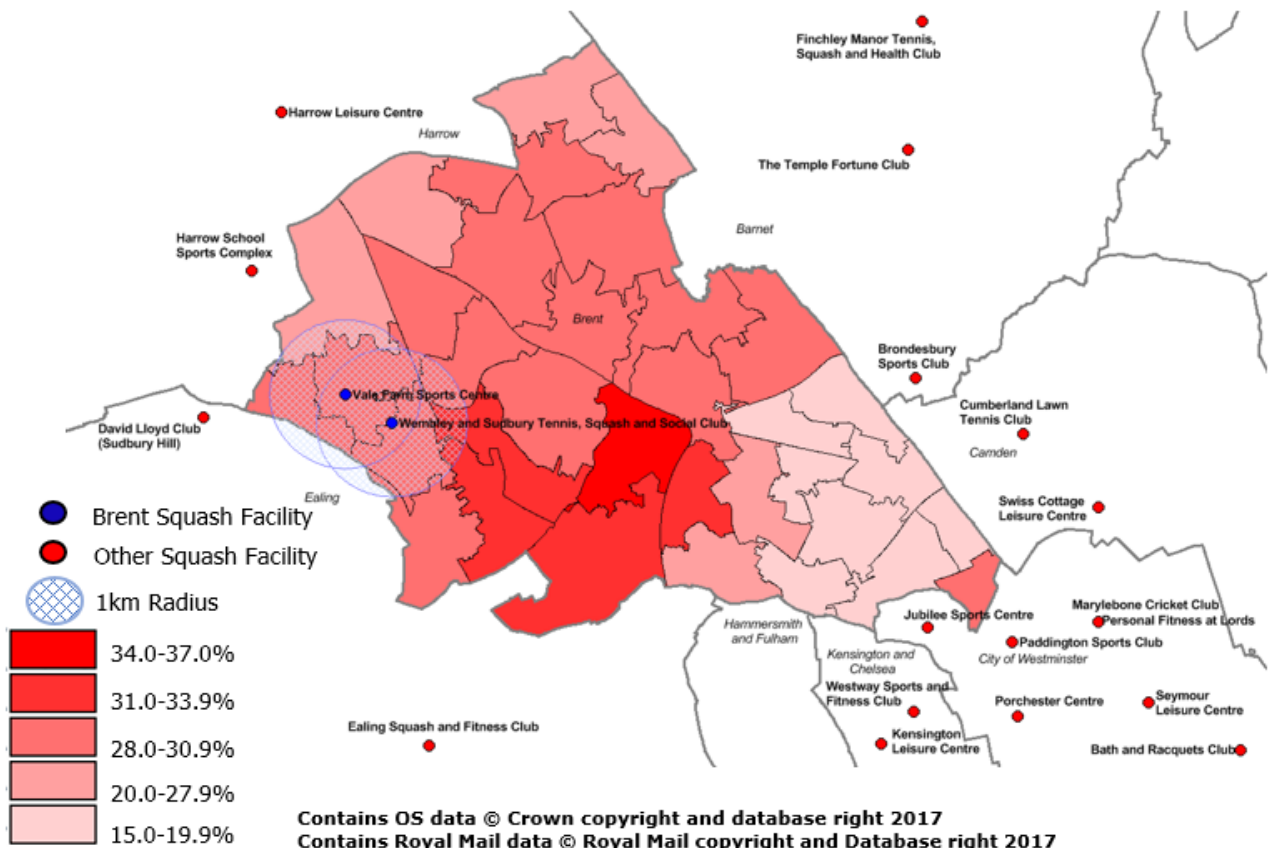 Finchley Manor Tennis,
Squash and Health Club
Harrow Leisure Centre
Harrow
The Temple Fortune Club
Barnet
Harrow School
Sports Complex
Brent
Brondesbury
Sports Club
Vale Farm Sports Centre
Cumberland Lawn
Tennis Club
Wembley and Sudbury Tennis, Squash and Social Club
David Lloyd Club
(Sudbury Hill)
Camden
Ealing
Swiss Cottage
Leisure Centre
Brent Squash Facility
Other Squash Facility
1km Radius
34.0-37.0%
31.0-33.9%
28.0-30.9%
20.0-27.9%
15.0-19.9%
Hammersmith
and Fulham
Jubilee Sports Centre
Marylebone Cricket Club
Personal Fitness at Lords
Paddington Sports Club
City of Westminster
Kensington and
Chelsea
Westway Sports and
Fitness Club
Porchester Centre
Seymour
Leisure Centre
Ealing Squash and Fitness Club
Kensington
Leisure Centre
Bath and Racquets Club
Contains OS data © Crown copyright and database right 2017
Contains Royal Mail data © Royal Mail copyright and Database right 2017